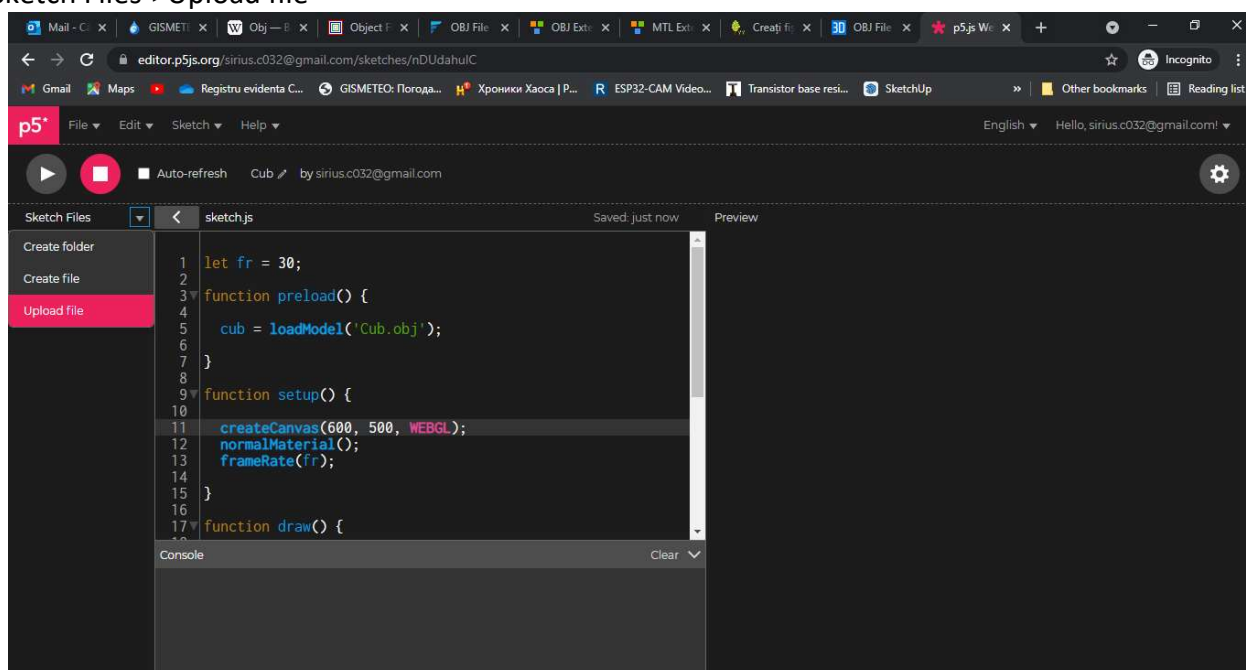 Sketch Files > Upload file
Mail - C GISMETE Obj — B Object F OBJ File OBJ Exte MTL Exte Creați fiș OBJ File p5.js We
editor.p5js.org/sirius.c032@gmail.com/sketches/nDUdahulC Incognito
Gmail Maps Registru evidenta C... GISMETEO: Погода... Хроники Хаоса | Р... ESP32-CAM Video... Transistor base resi... SketchUp » Other bookmarks Reading list
p5* File Edit Sketch Help English Hello, sirius.c032@gmail.com!
Auto-refresh Cub by sirius.c032@gmail.com
Sketch Files sketch.js Saved: just now Preview
Create folder
Create file
Upload file
1 let fr = 30;
2
3 function preload() {
4
5 cub = loadModel('Cub.obj');
6
7 }
8
9 function setup() {
10
11 createCanvas(600, 500, WEBGL);
12 normalMaterial();
13 frameRate(fr);
14
15 }
16
17 function draw() {
Console Clear